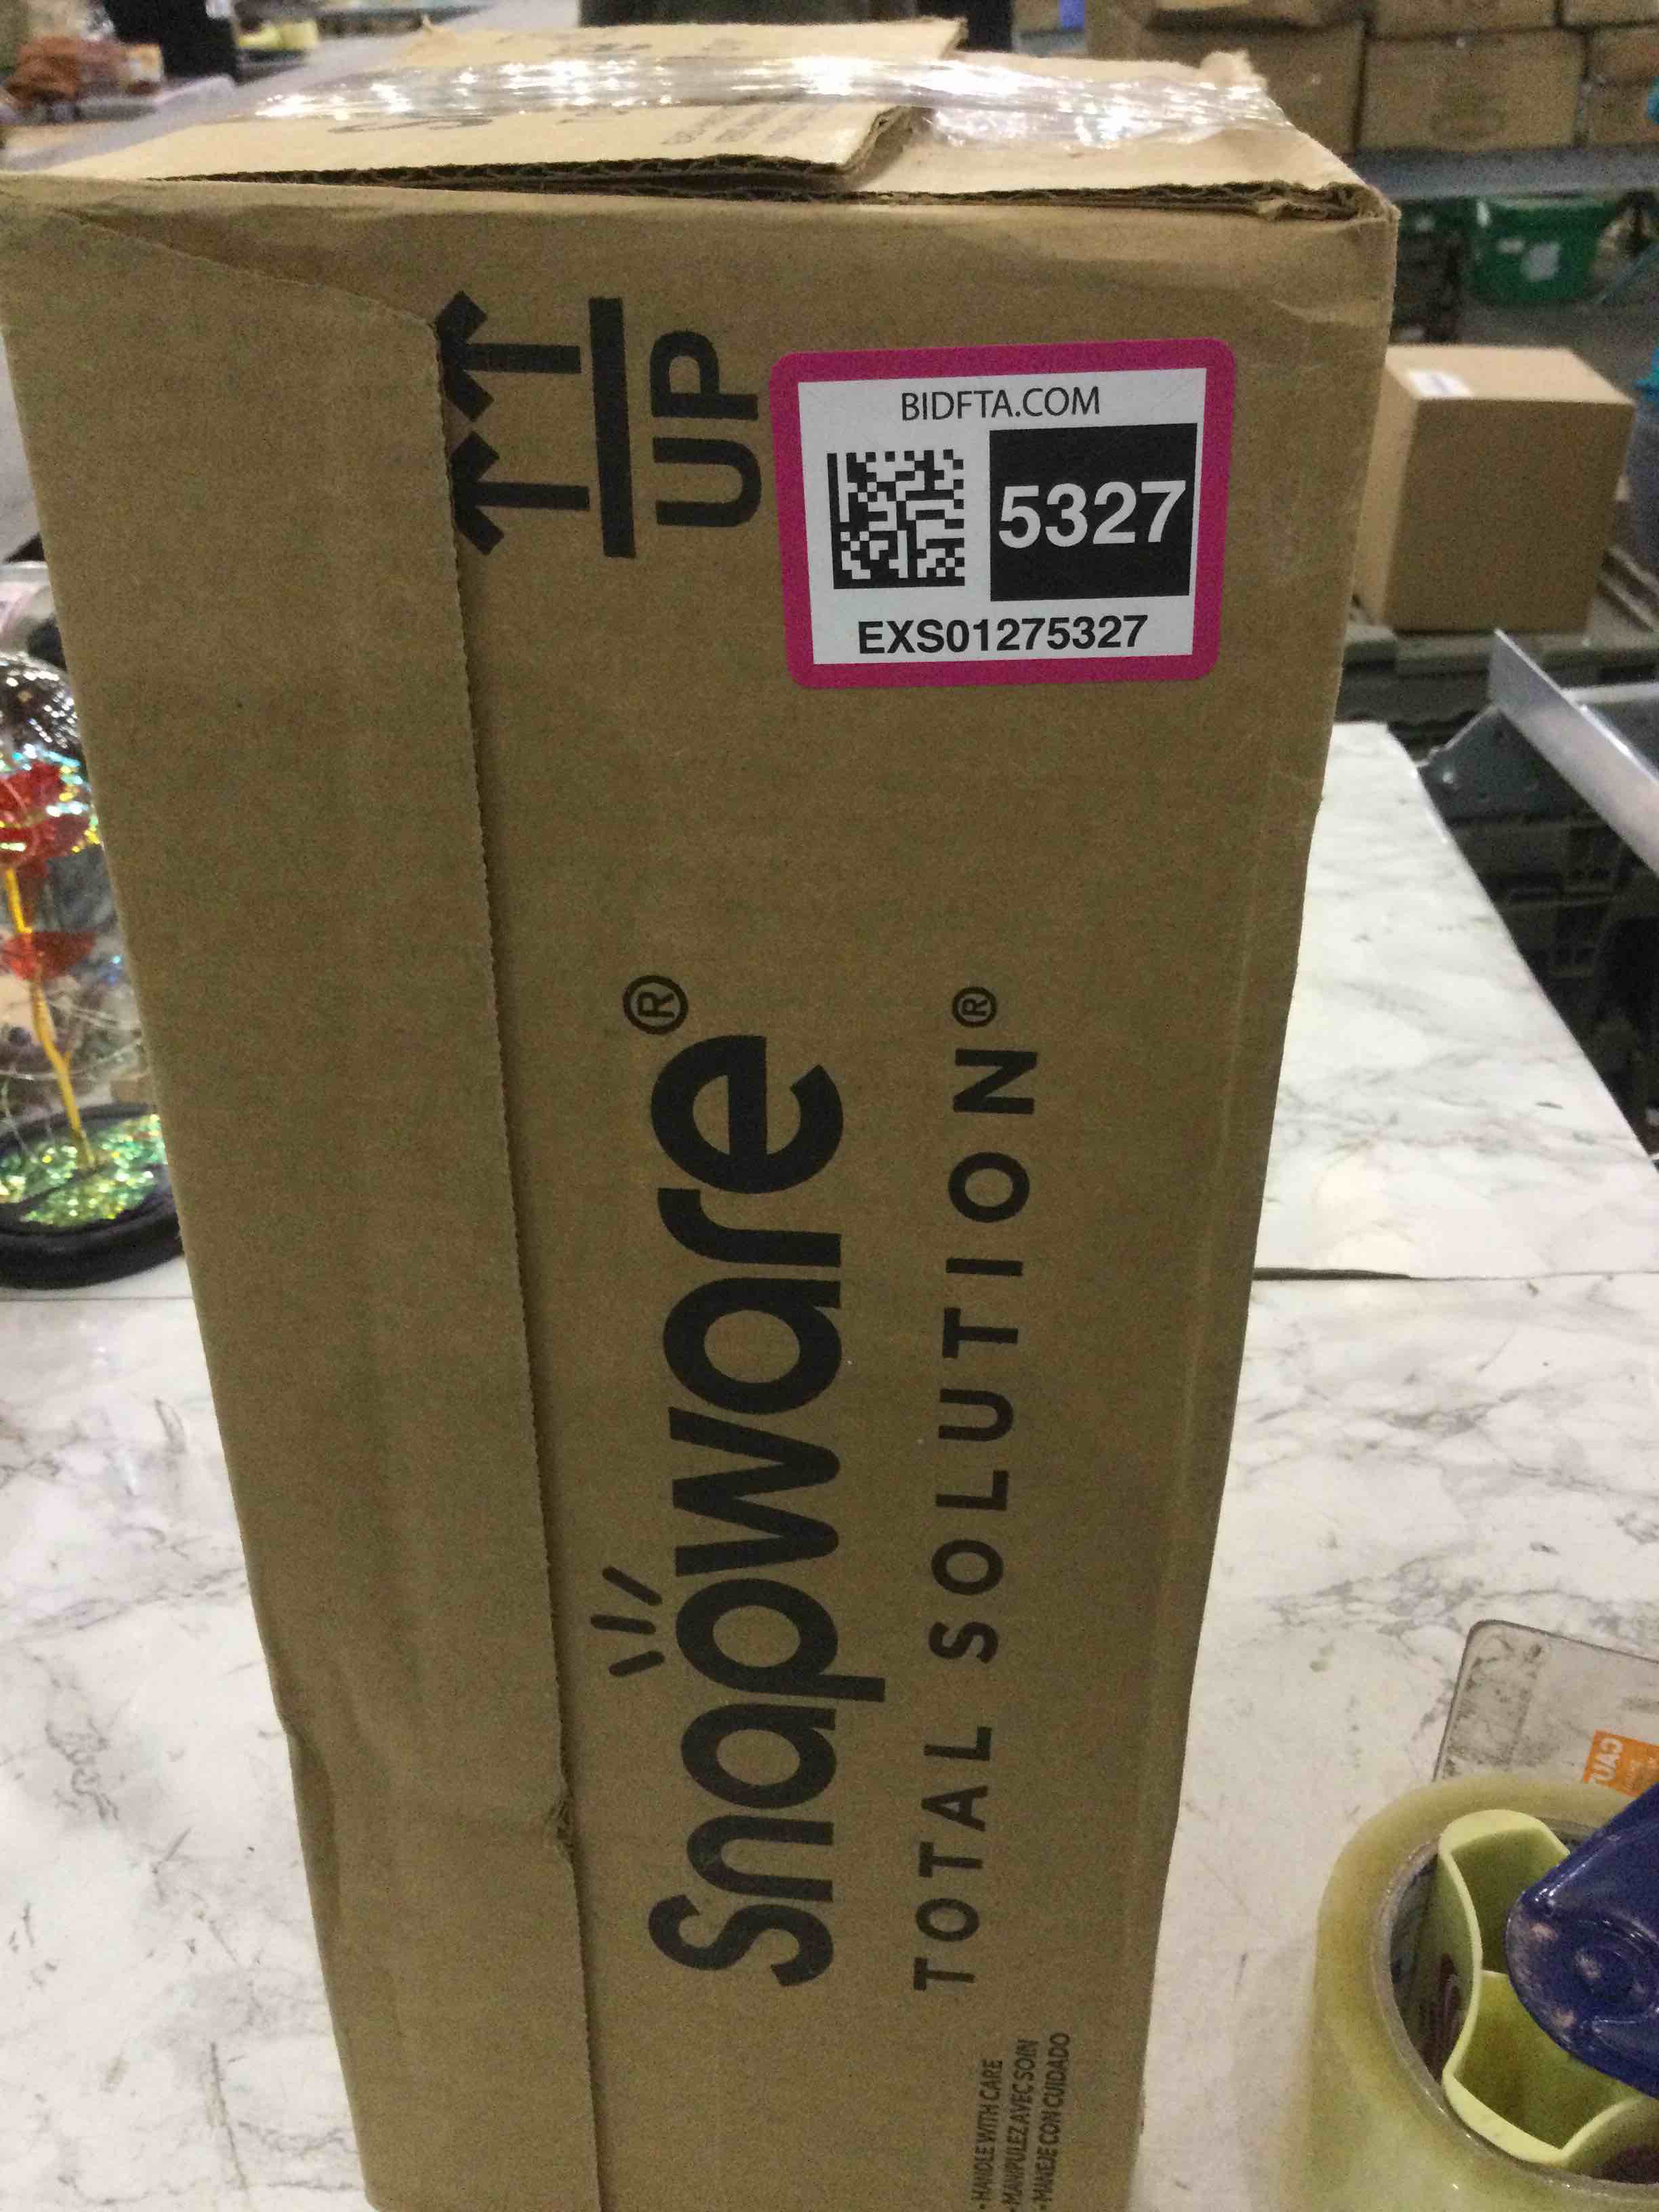 UP
BIDFTA.COM
5327
EXS01275327
Snapware®
TOTAL SOLUTION®
- HANDLE WITH CARE
- MANIPULEZ AVEC SOIN
- MANEJE CON CUIDADO